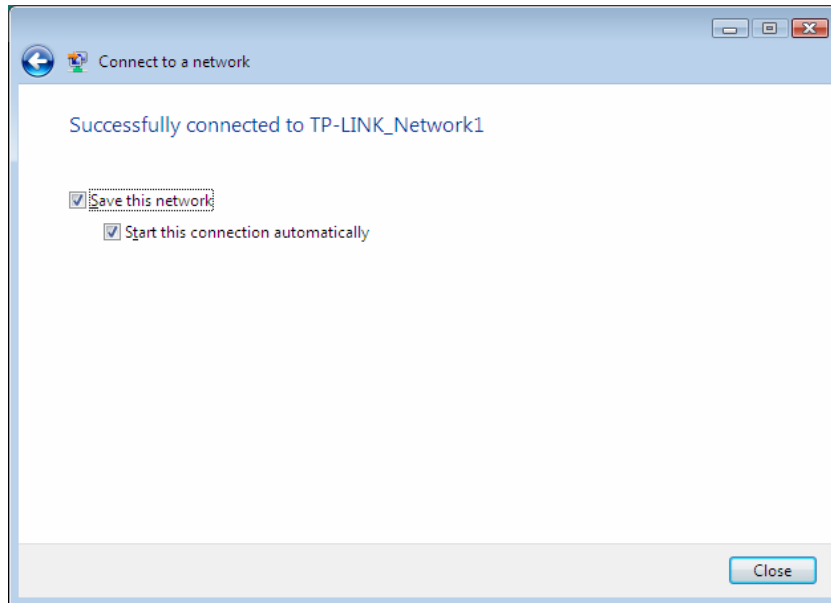 Connect to a network
Successfully connected to TP-LINK_Network1
Save this network
Start this connection automatically
Close